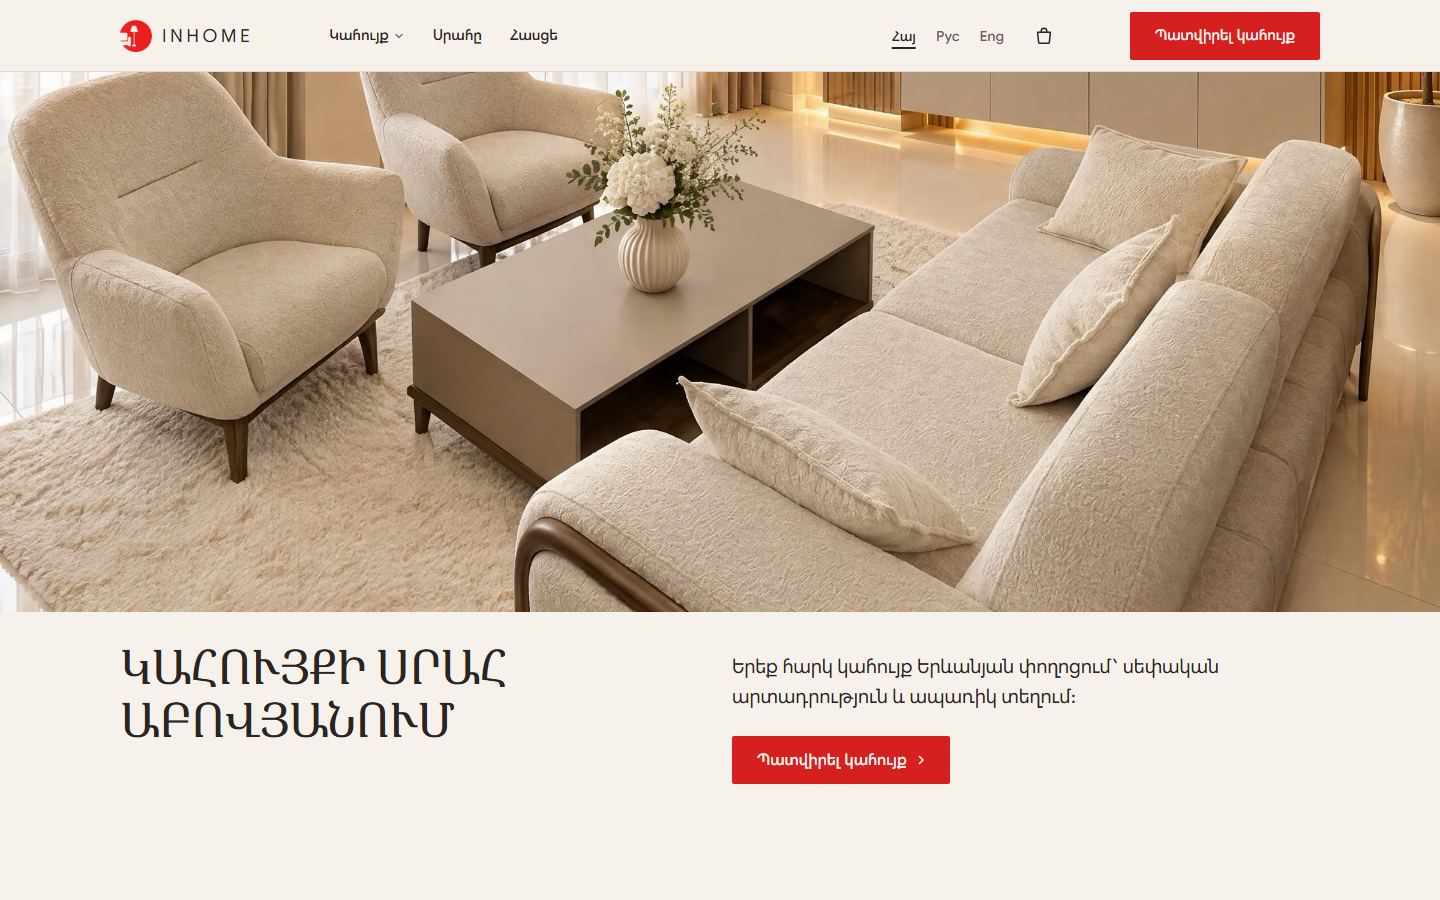 INHOME
Կահույք
Սրահը
Հասցե
Հայ
Рус
Eng
Պատվիրել կահույք
ԿԱՀՈՒՅՔԻ ՍՐԱՀ
ԱԲՈՎՅԱՆՈՒՄ
Երեք հարկ կահույք Երևանյան փողոցում՝ սեփական
արտադրություն և ապառիկ տեղում:
Պատվիրել կահույք